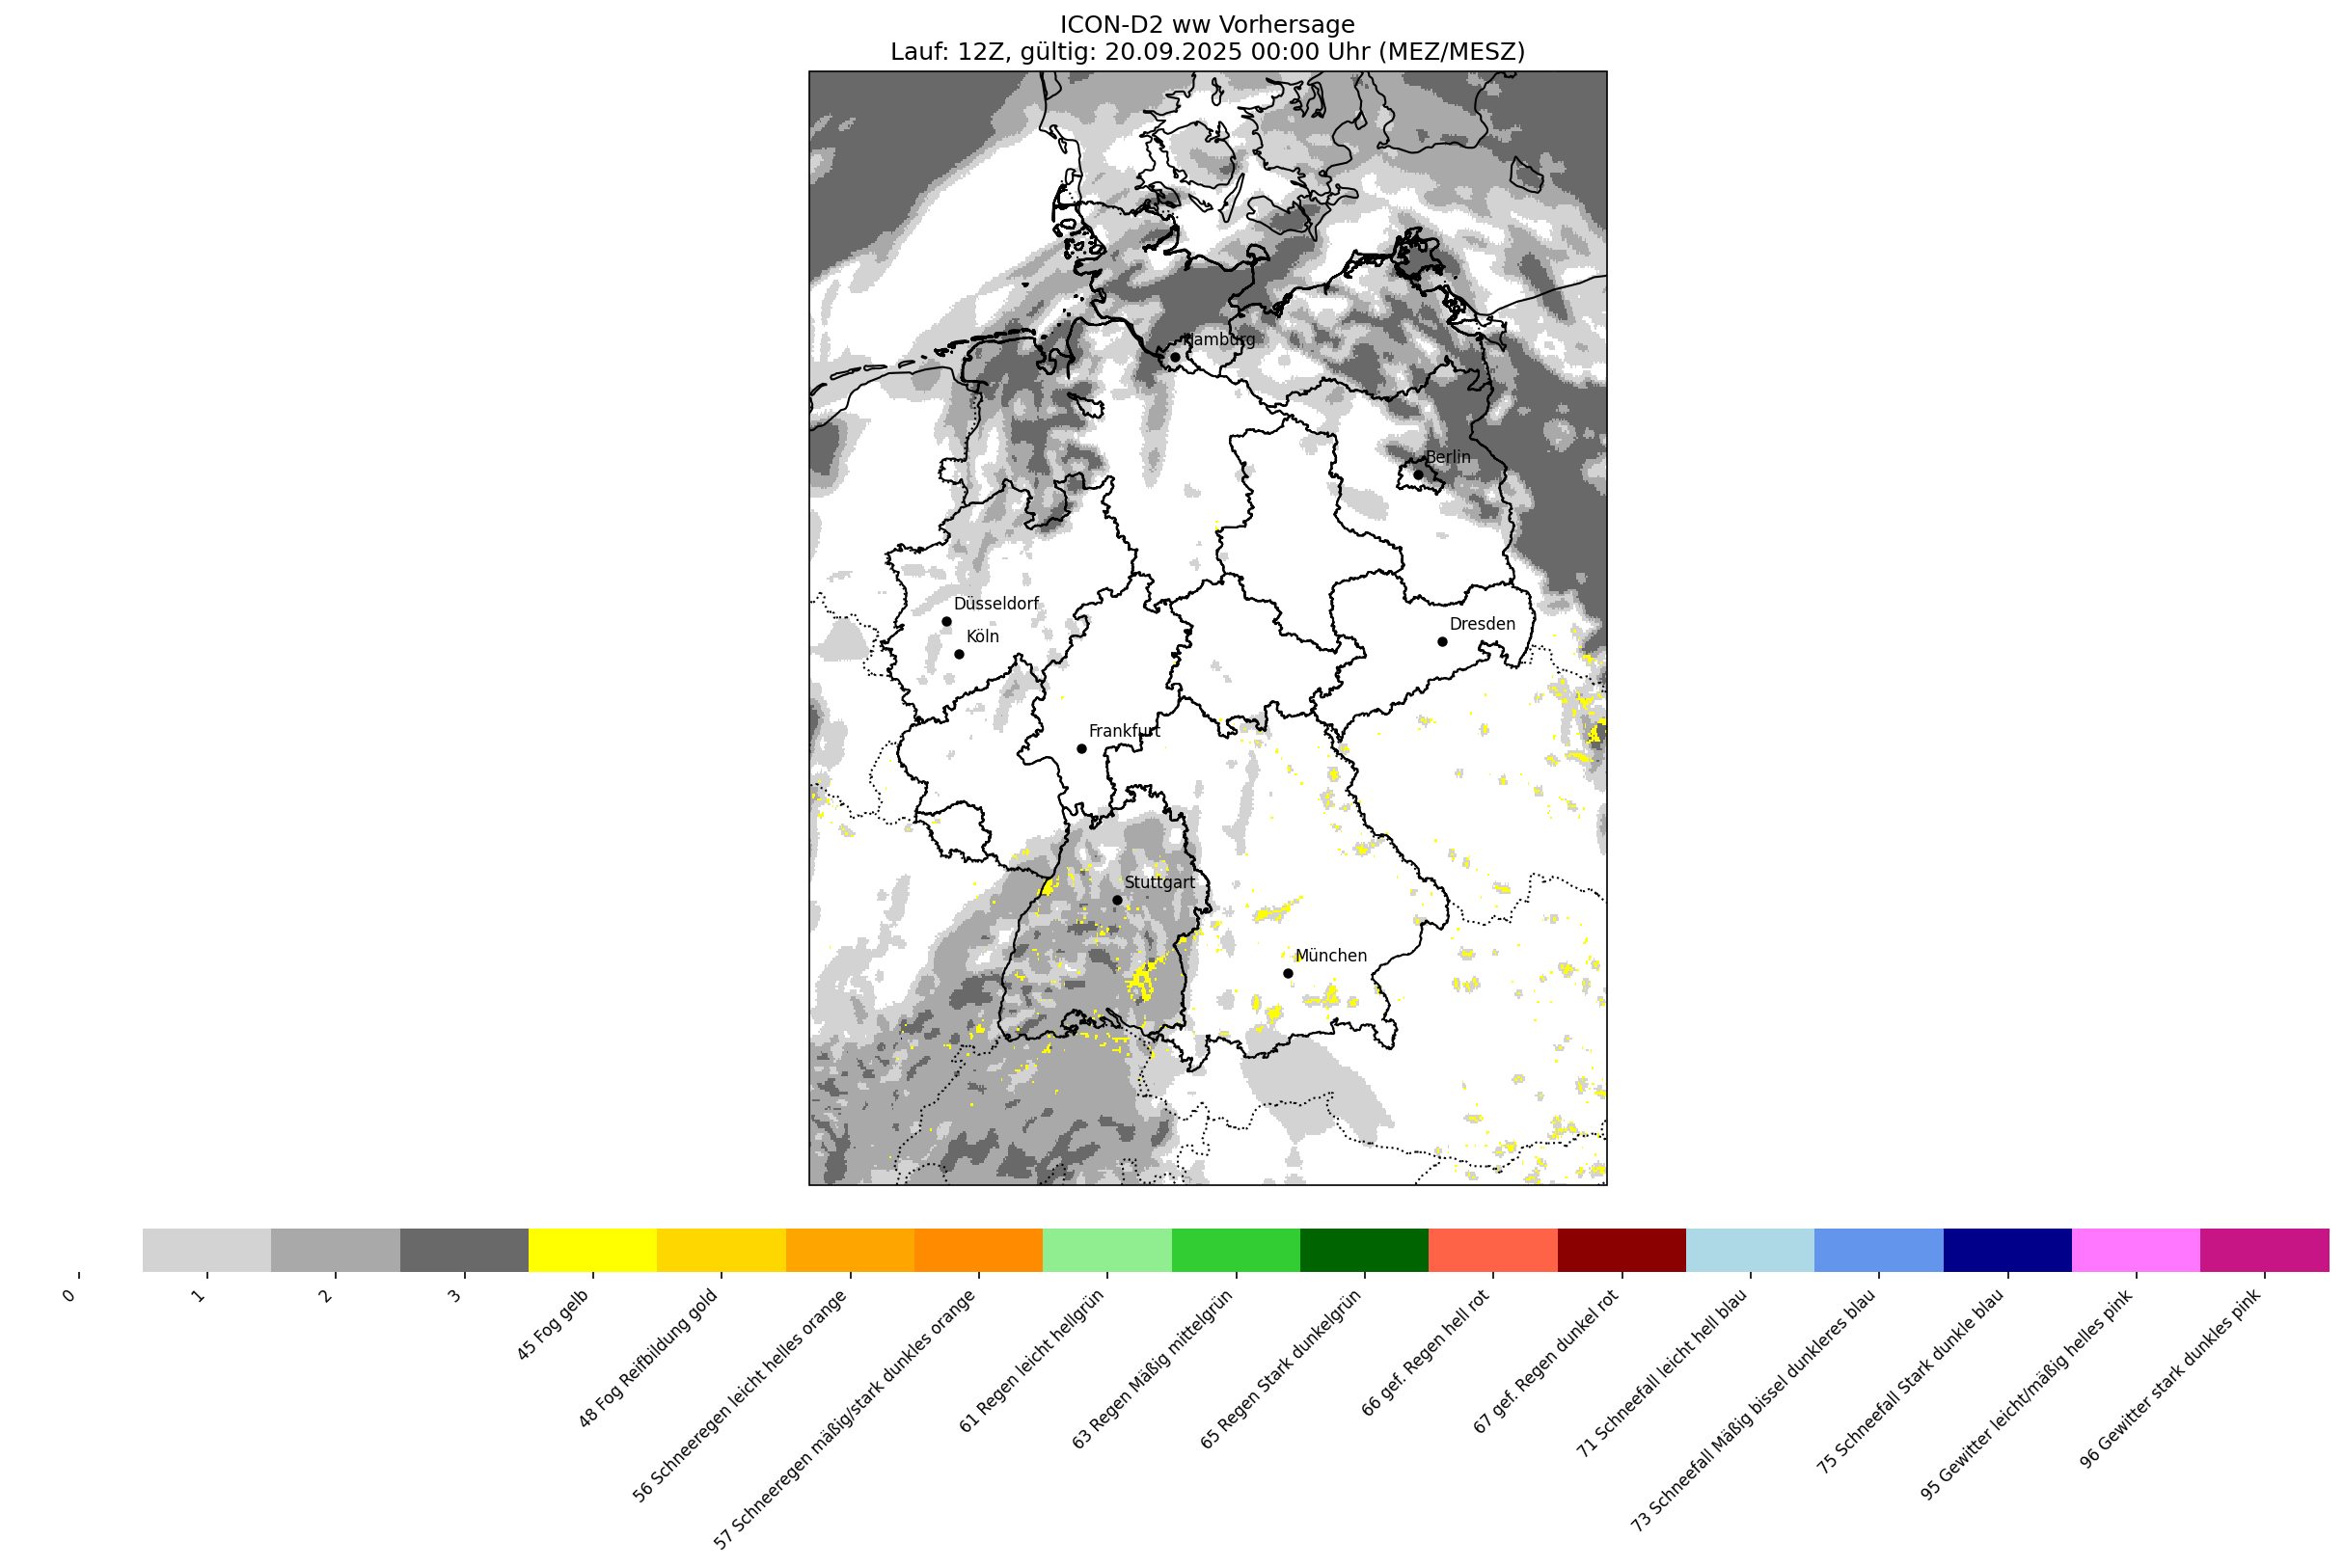 ICON-D2 ww Vorhersage
Lauf: 12Z, gültig: 20.09.2025 00:00 Uhr (MEZ/MESZ)
Hamburg
Berlin
Düsseldorf
Köln
Dresden
Frankfurt
Stuttgart
München
0
1
2
3
45 Fog gelb
48 Fog Reifbildung gold
56 Schneeregen leicht helles orange
57 Schneeregen mäßig/stark dunkles orange
61 Regen leicht hellgrün
63 Regen Mäßig mittelgrün
65 Regen Stark dunkelgrün
66 gef. Regen hell rot
67 gef. Regen dunkel rot
71 Schneefall leicht hell blau
73 Schneefall Mäßig bissel dunkleres blau
75 Schneefall Stark dunkle blau
95 Gewitter leicht/mäßig helles pink
96 Gewitter stark dunkles pink